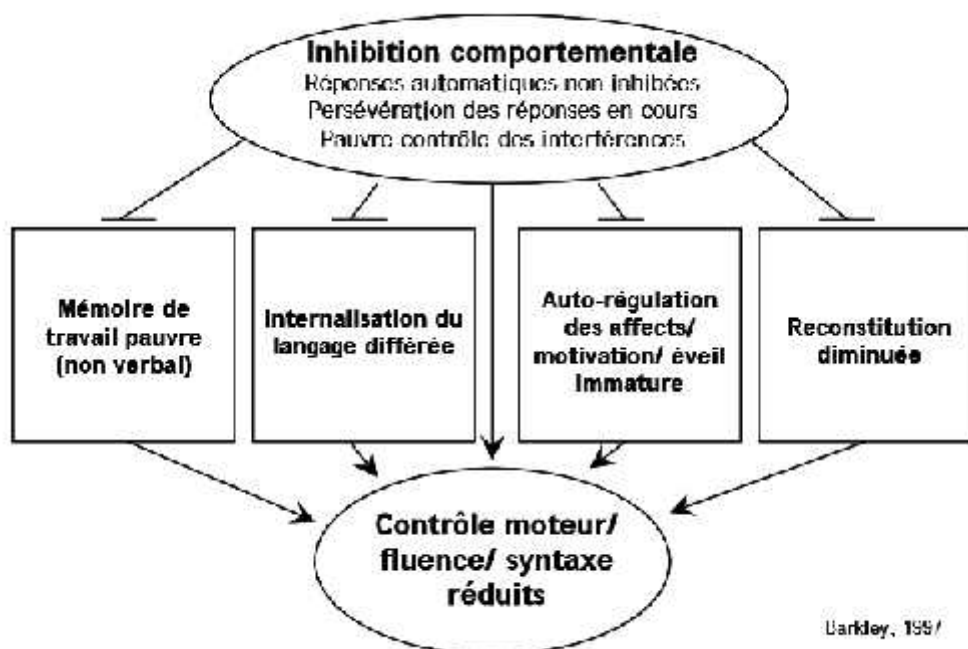 Inhibition comportementale
Réponses automatiques non inhibées
Persévération des réponses en cours
Pauvre contrôle des interférences
Mémoire de
travail pauvre
(non verbal)
Internalisation du
langage différée
Auto-régulation
des affects/
motivation/ éveil
Immature
Reconstitution
diminuée
Contrôle moteur/
fluence/ syntaxe
réduits
Barkley, 1997